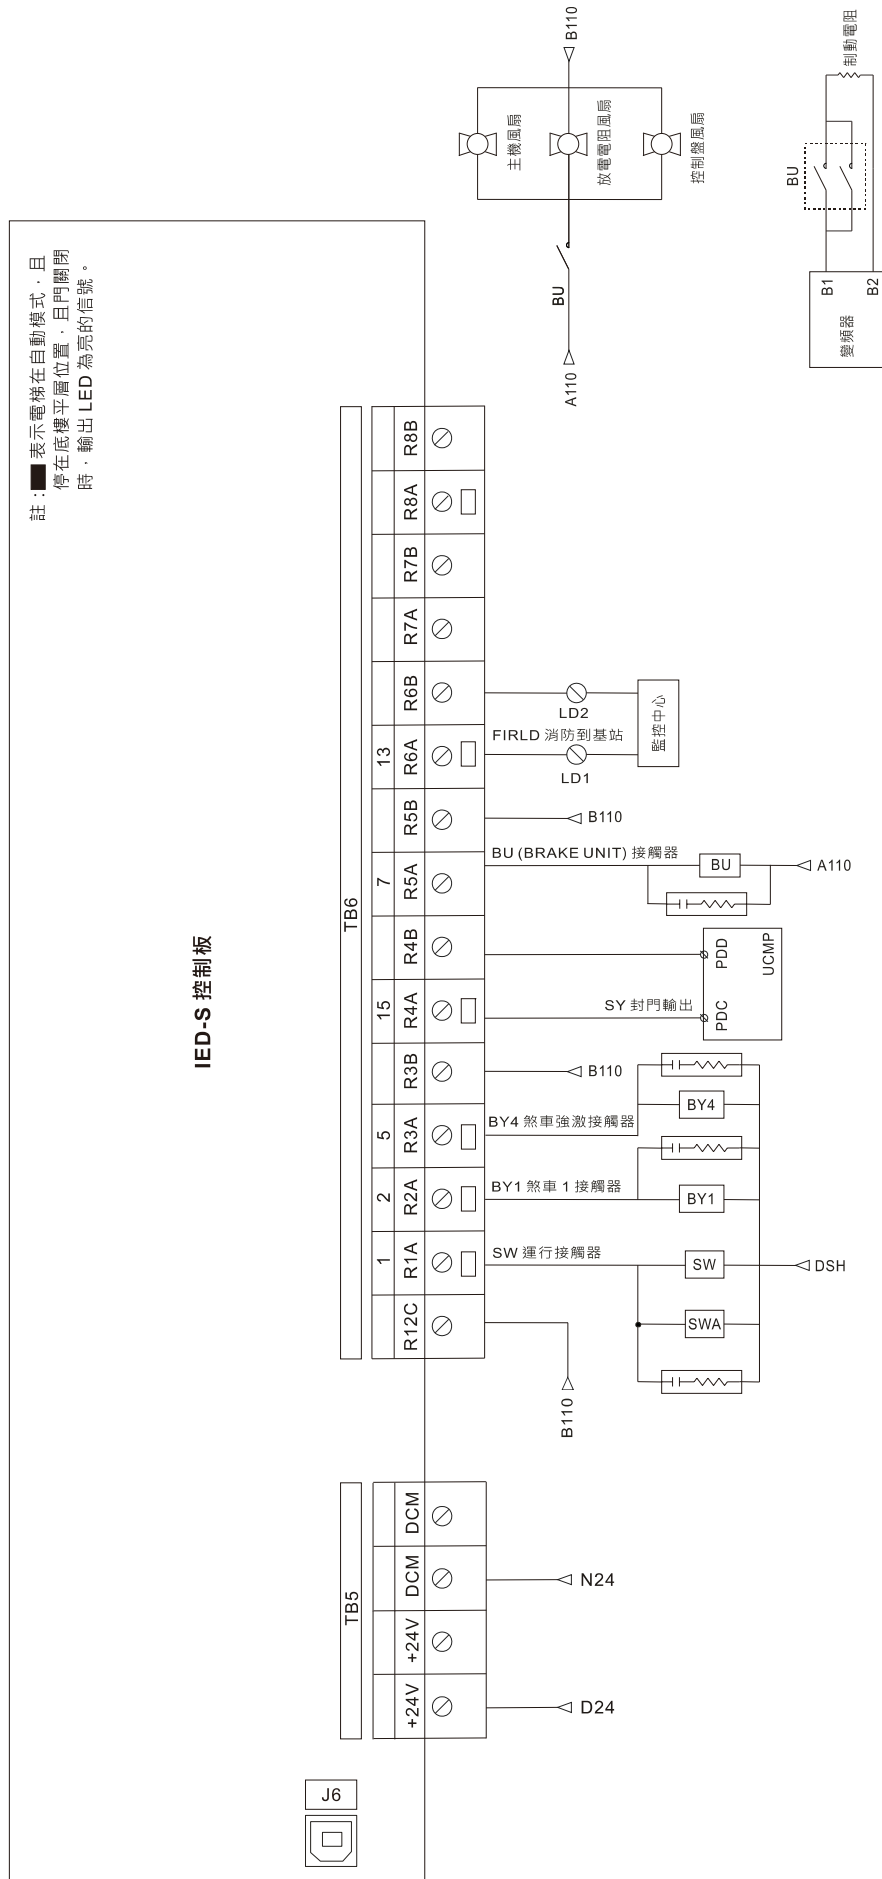 B110
主機風扇
放電電阻風扇
控制盤風扇
BU
A110
制動電阻
BU
B1
B2
變頻器
註：■表示電梯在自動模式，且
停在底樓平層位置，且門關閉
時，輸出 LED 為亮的信號。
IED-S 控制板
TB6
R8B
R8A
R7B
R7A
R6B
13 R6A
R5B
7 R5A
R4B
15 R4A
R3B
5 R3A
2 R2A
1 R1A
R12C
LD2
FIRLD 消防到基站
LD1
監控中心
B110
BU (BRAKE UNIT) 接觸器
BU
A110
PDD
UCMP
SY 封門輸出
PDC
B110
BY4 煞車強激接觸器
BY4
BY1 煞車 1 接觸器
BY1
SW 運行接觸器
SW
DSH
SWA
B110
TB5
DCM
DCM
+24V
+24V
N24
D24
J6